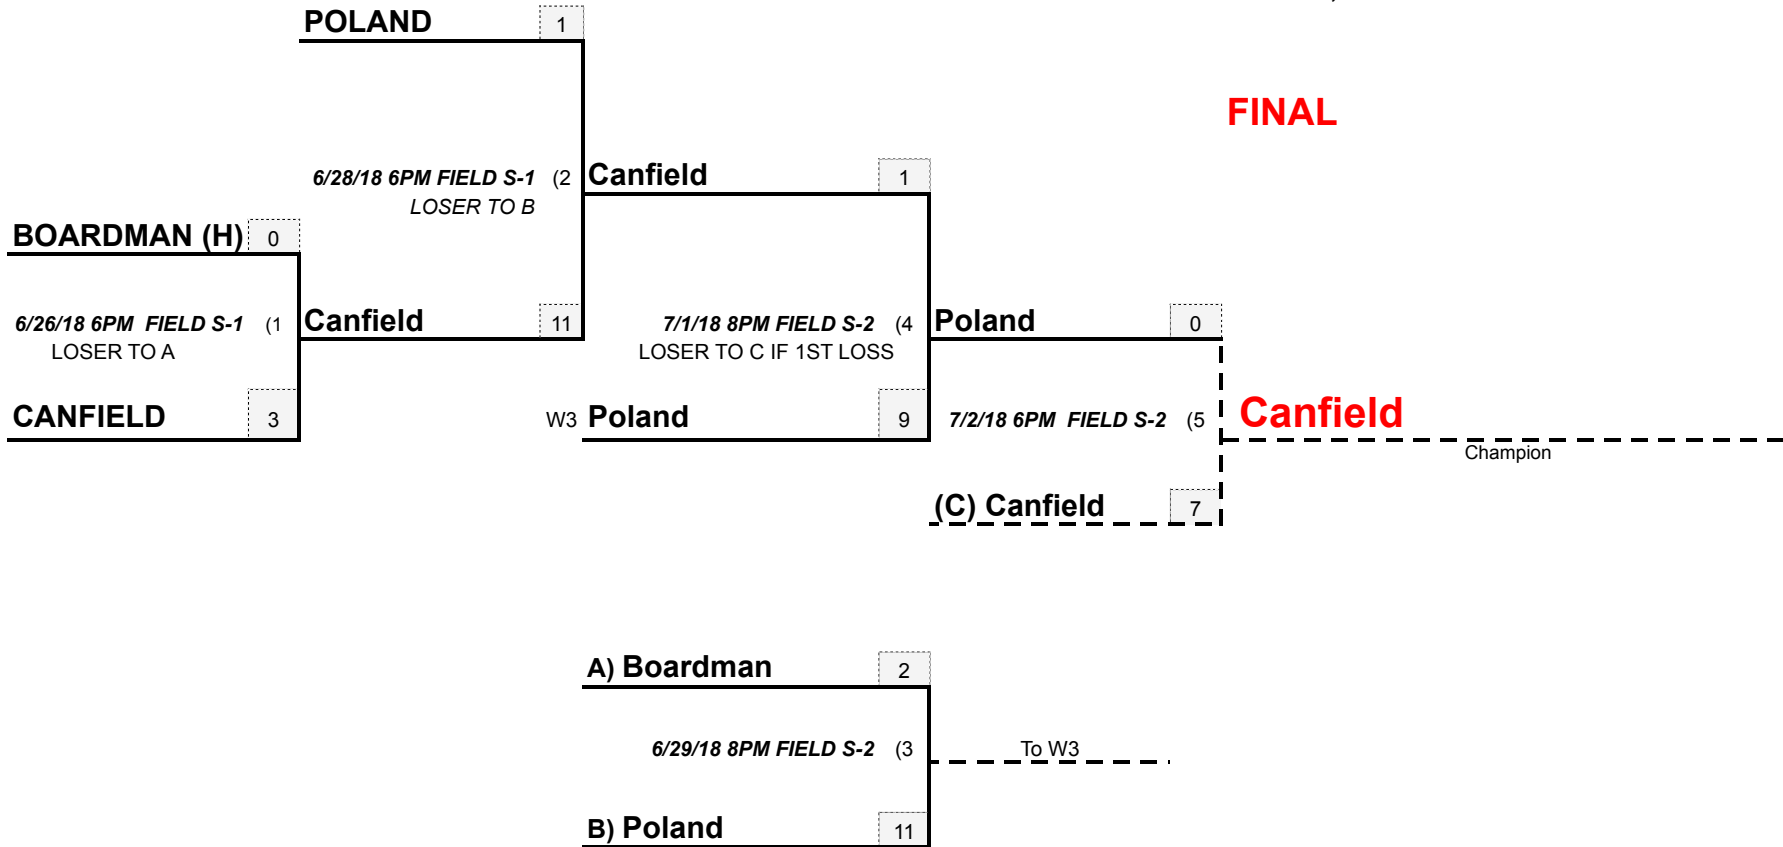 POLAND 1
FINAL
6/28/18 6PM FIELD S-1 (2 Canfield 1
LOSER TO B
BOARDMAN (H) 0
6/26/18 6PM FIELD S-1 (1 Canfield 11 7/1/18 8PM FIELD S-2 (4 Poland 0
LOSER TO A LOSER TO C IF 1ST LOSS
CANFIELD 3 W3 Poland 9 7/2/18 6PM FIELD S-2 (5 Canfield
Champion
(C) Canfield 7
A) Boardman 2
6/29/18 8PM FIELD S-2 (3 To W3
B) Poland 11